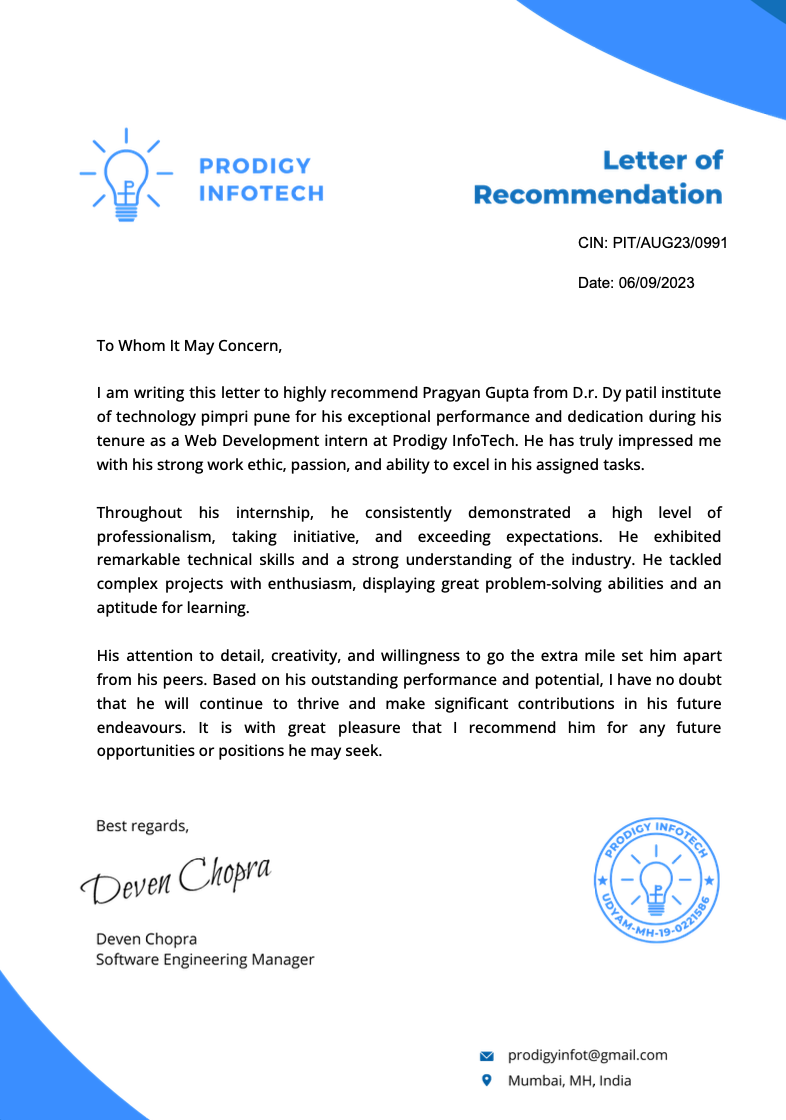 PRODIGY
INFOTECH
Letter of
Recommendation
CIN: PIT/AUG23/0991
Date: 06/09/2023
To Whom It May Concern,
I am writing this letter to highly recommend Pragyan Gupta from D.r. Dy patil institute
of technology pimpri pune for his exceptional performance and dedication during his
tenure as a Web Development intern at Prodigy InfoTech. He has truly impressed me
with his strong work ethic, passion, and ability to excel in his assigned tasks.
Throughout his internship, he consistently demonstrated a high level of
professionalism, taking initiative, and exceeding expectations. He exhibited
remarkable technical skills and a strong understanding of the industry. He tackled
complex projects with enthusiasm, displaying great problem-solving abilities and an
aptitude for learning.
His attention to detail, creativity, and willingness to go the extra mile set him apart
from his peers. Based on his outstanding performance and potential, I have no doubt
that he will continue to thrive and make significant contributions in his future
endeavours. It is with great pleasure that I recommend him for any future
opportunities or positions he may seek.
Best regards,
Deven Chopra
Deven Chopra
Software Engineering Manager
PRODIGY INFOTECH
UDYAM-MH-19-0221586
prodigyinfot@gmail.com
Mumbai, MH, India